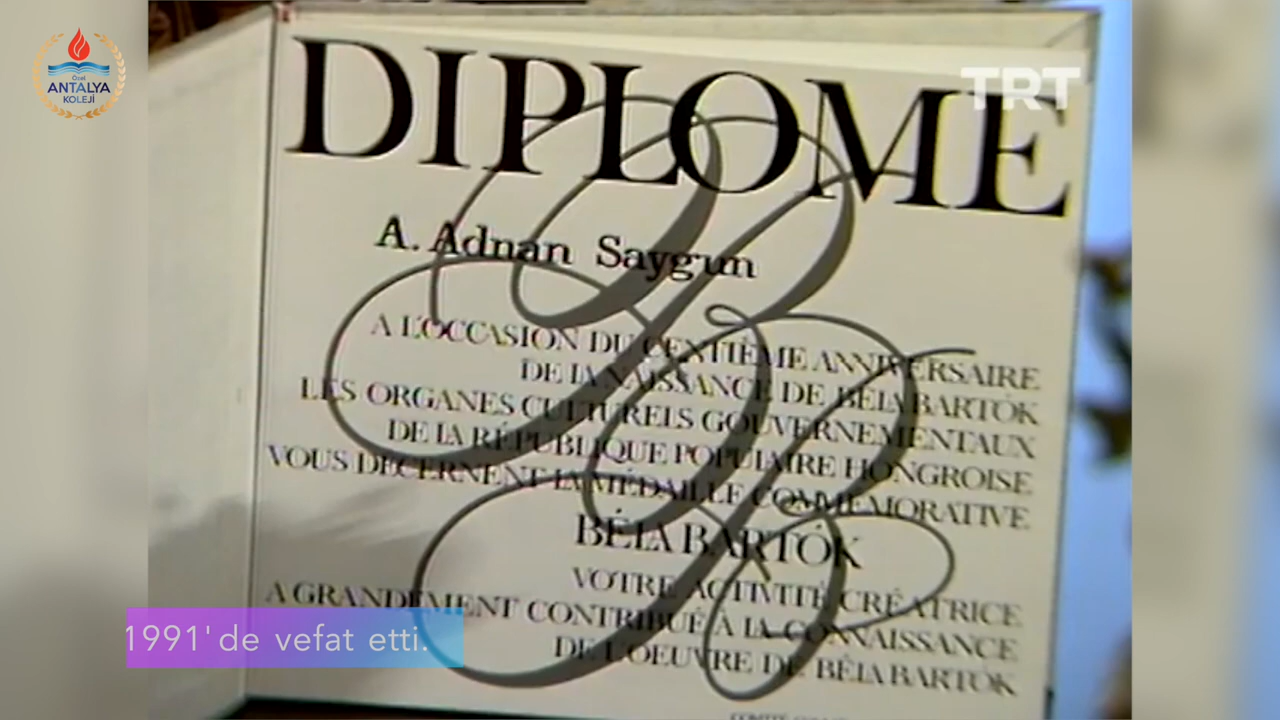 Özel
ANTALYA
KOLEJİ
TRT
DIPLOME
A. Adnan Saygun
A L'OCCASION DU CENTIÈME ANNIVERSAIRE
DE LA NAISSANCE DE BÉLA BARTÓK
LES ORGANES CULTURELS GOUVERNEMENTAUX
DE LA RÉPUBLIQUE POPULAIRE HONGROISE
VOUS DÉCERNENT LA MÉDAILLE COMMÉMORATIVE
BÉLA BARTÓK
VOTRE ACTIVITÉ CRÉATRICE
A GRANDEMENT CONTRIBUÉ À LA CONNAISSANCE
DE L'OEUVRE DE BÉLA BARTÓK
1991'de vefat etti.